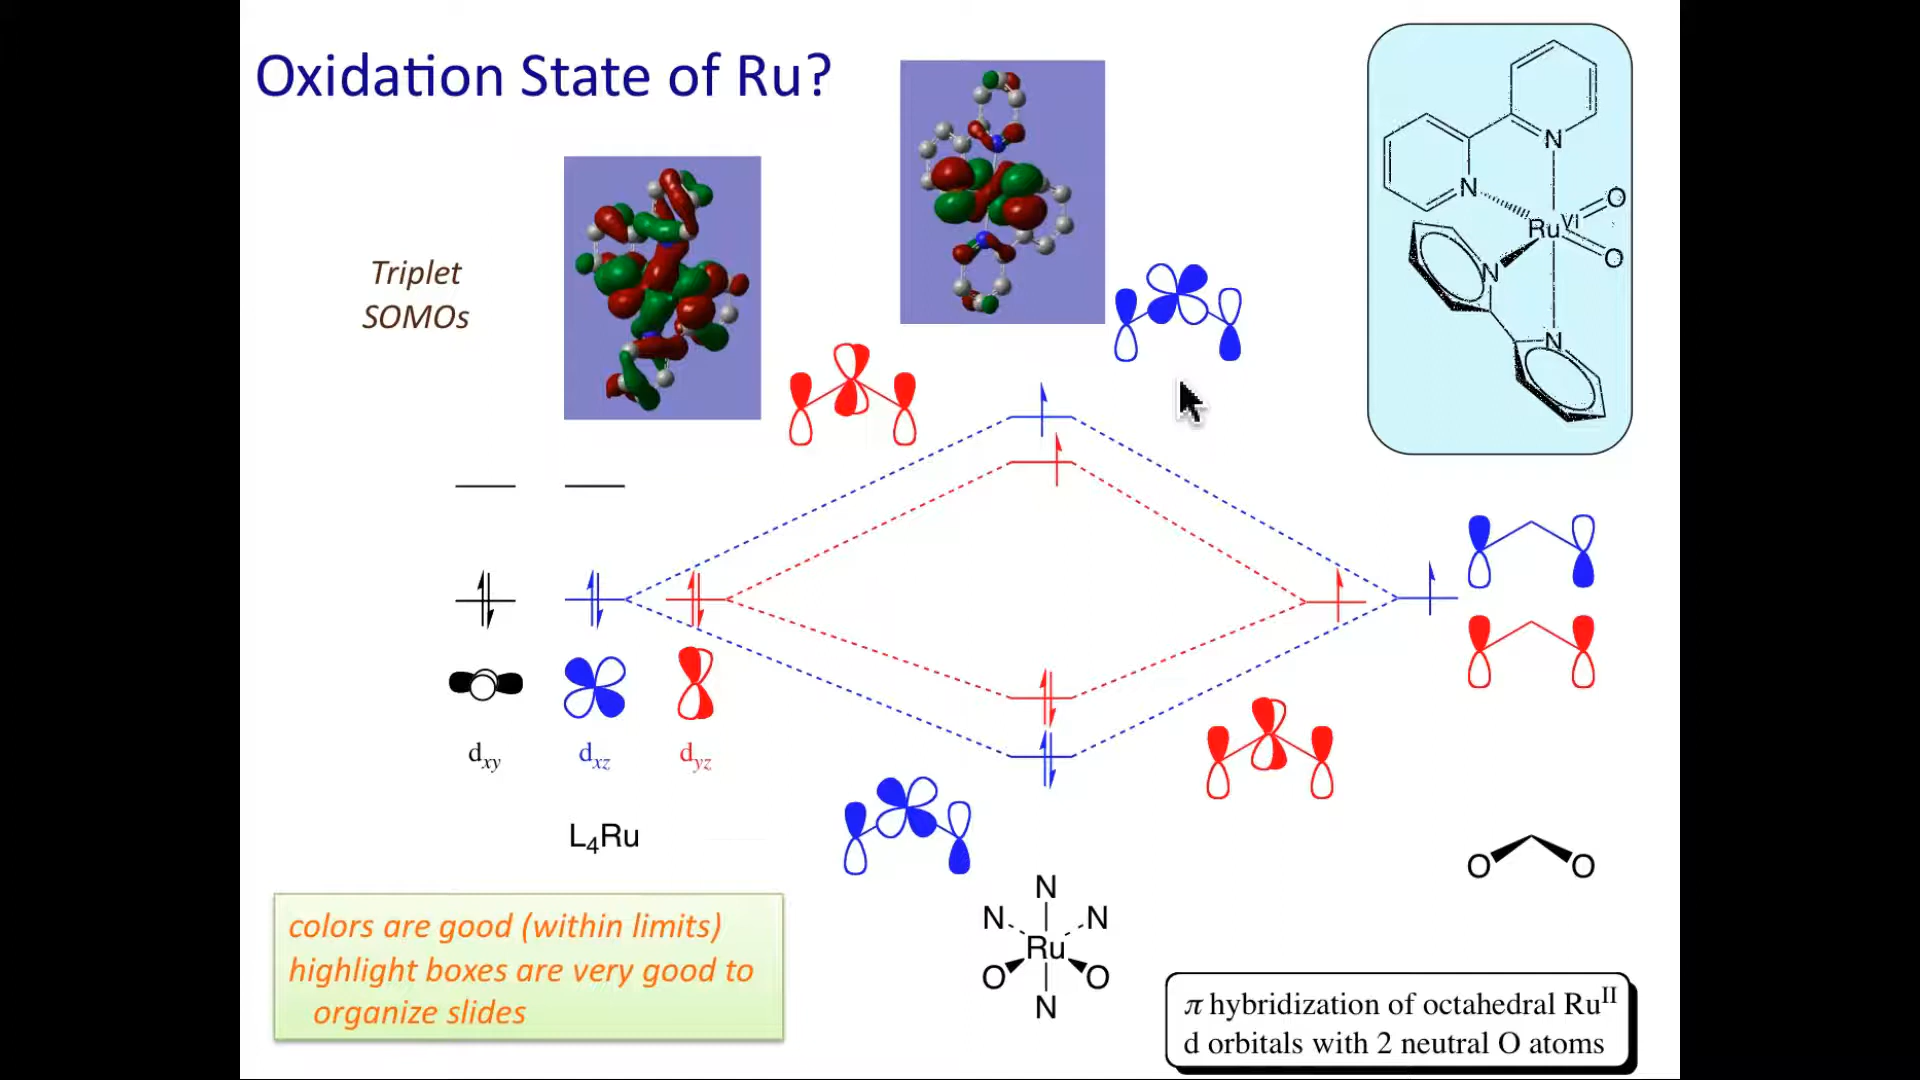 Oxidation State of Ru?
Triplet
SOMOs
N
N
Ru VI
O
O
N
N
dxy
dxz
dyz
L4Ru
O O
N
N N
Ru
O O
N
colors are good (within limits)
highlight boxes are very good to
organize slides
π hybridization of octahedral RuII
d orbitals with 2 neutral O atoms